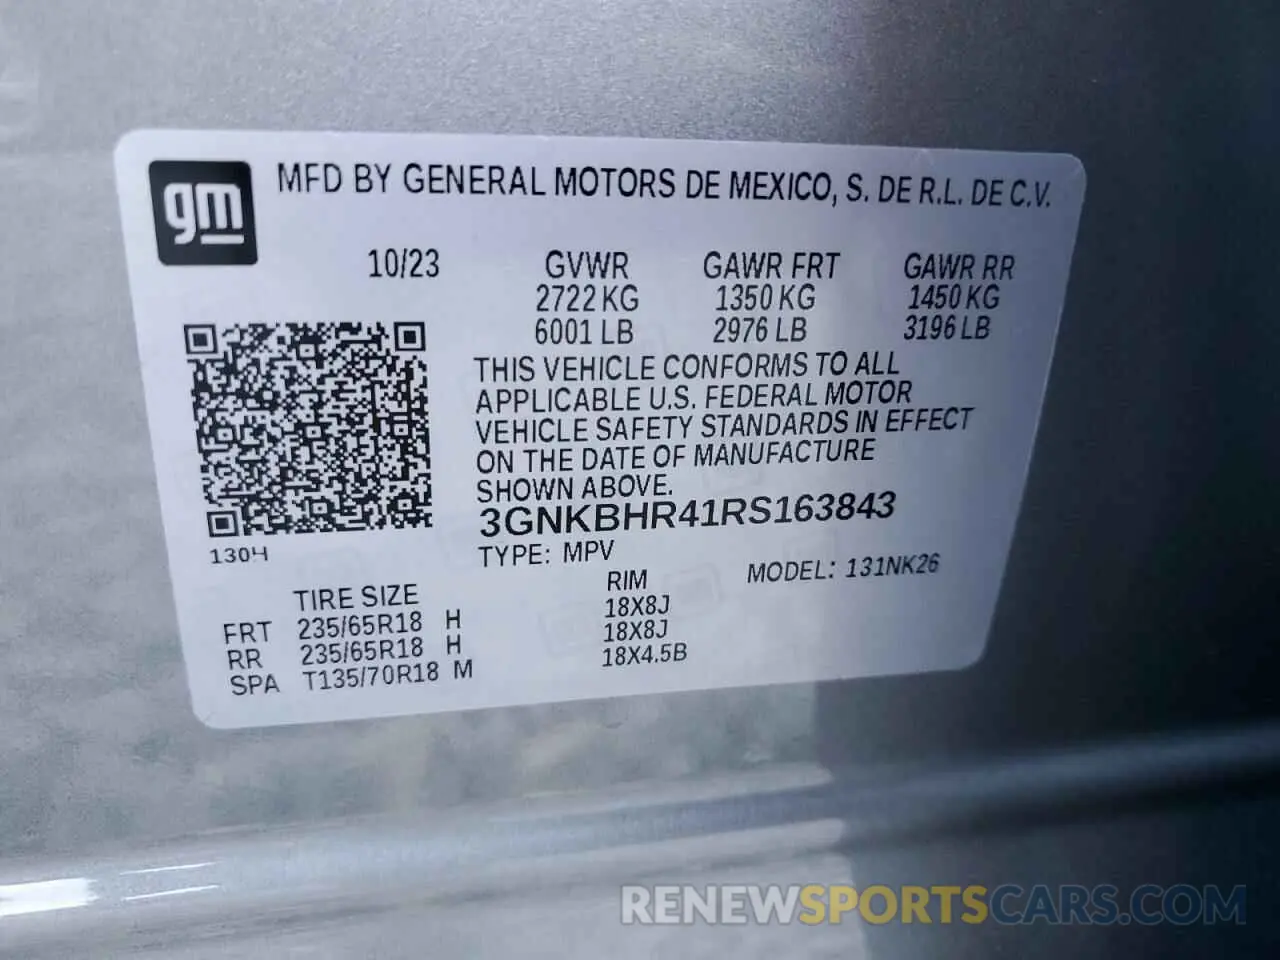 gm
MFD BY GENERAL MOTORS DE MEXICO, S. DE R.L. DE C.V.
10/23 GVWR GAWR FRT GAWR RR
2722 KG 1350 KG 1450 KG
6001 LB 2976 LB 3196 LB
THIS VEHICLE CONFORMS TO ALL
APPLICABLE U.S. FEDERAL MOTOR
VEHICLE SAFETY STANDARDS IN EFFECT
ON THE DATE OF MANUFACTURE
SHOWN ABOVE.
3GNKBHR41RS163843
1304
TYPE: MPV MODEL: 131NK26
TIRE SIZE RIM
FRT 235/65R18 H 18X8J
RR 235/65R18 H 18X8J
SPA T135/70R18 M 18X4.5B
RENEWSPORTSCARS.COM